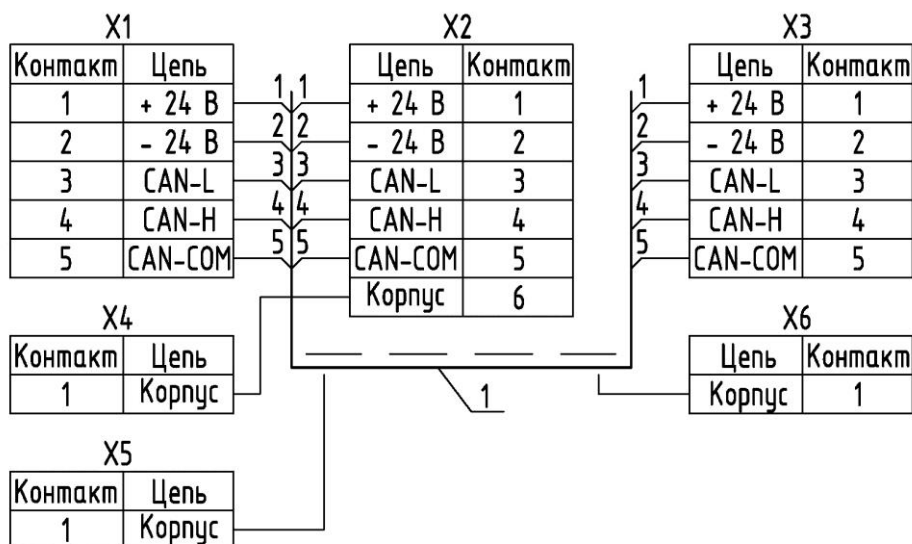 X1
Контакт Цепь
1 + 24 В 1
2 - 24 В 2
3 CAN-L 3
4 CAN-H 4
5 CAN-COM 5
X2
Цепь Контакт
1 + 24 В 1
2 - 24 В 2
3 CAN-L 3
4 CAN-H 4
5 CAN-COM 5
Корпус 6
X3
Цепь Контакт
1 + 24 В 1
2 - 24 В 2
3 CAN-L 3
4 CAN-H 4
5 CAN-COM 5
X4
Контакт Цепь
1 Корпус
1
X6
Цепь Контакт
Корпус 1
X5
Контакт Цепь
1 Корпус